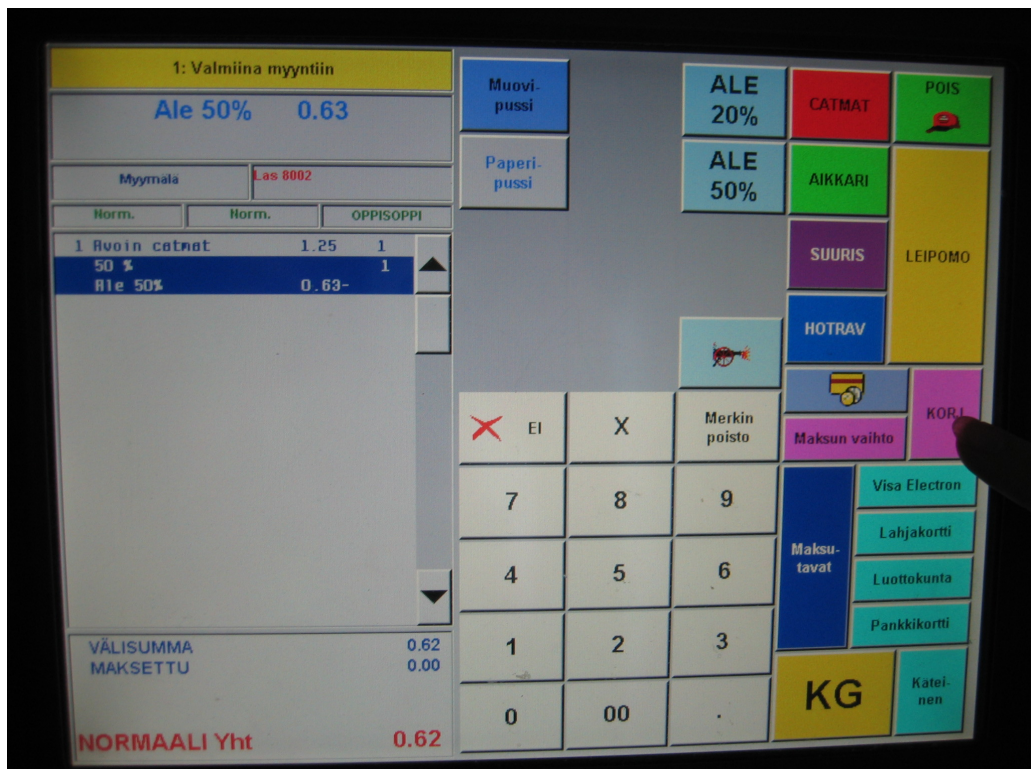 1: Valmiina myyntiin
Ale 50% 0.63
Myymälä
Las 8002
Norm. Norm. OPPISOPPI
1 Avoin catmat 1.25 1
50 % 1
Ale 50% 0.63-
VÄLISUMMA 0.62
MAKSETTU 0.00
NORMAALI Yht 0.62
Muovi-
pussi
Paperi-
pussi
ALE
20%
ALE
50%
CATMAT
POIS
AIKKARI
SUURIS
LEIPOMO
HOTRAV
EI
X
Merkin
poisto
Maksun vaihto
KORJ
7 8 9
4 5 6
1 2 3
0 00 .
Maksu-
tavat
Visa Electron
Lahjakortti
Luottokunta
Pankkikortti
KG
Katei-
nen